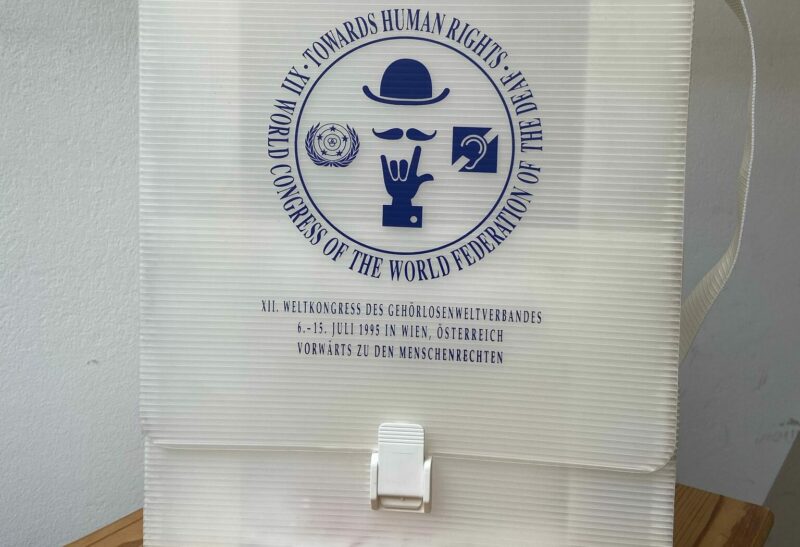 XII WORLD CONGRESS OF THE WORLD FEDERATION OF THE DEAF · TOWARDS HUMAN RIGHTS ·
XII. WELTKONGRESS DES GEHÖRLOSENWELTVERBANDES
6.-15. JULI 1995 IN WIEN, ÖSTERREICH
VORWÄRTS ZU DEN MENSCHENRECHTEN